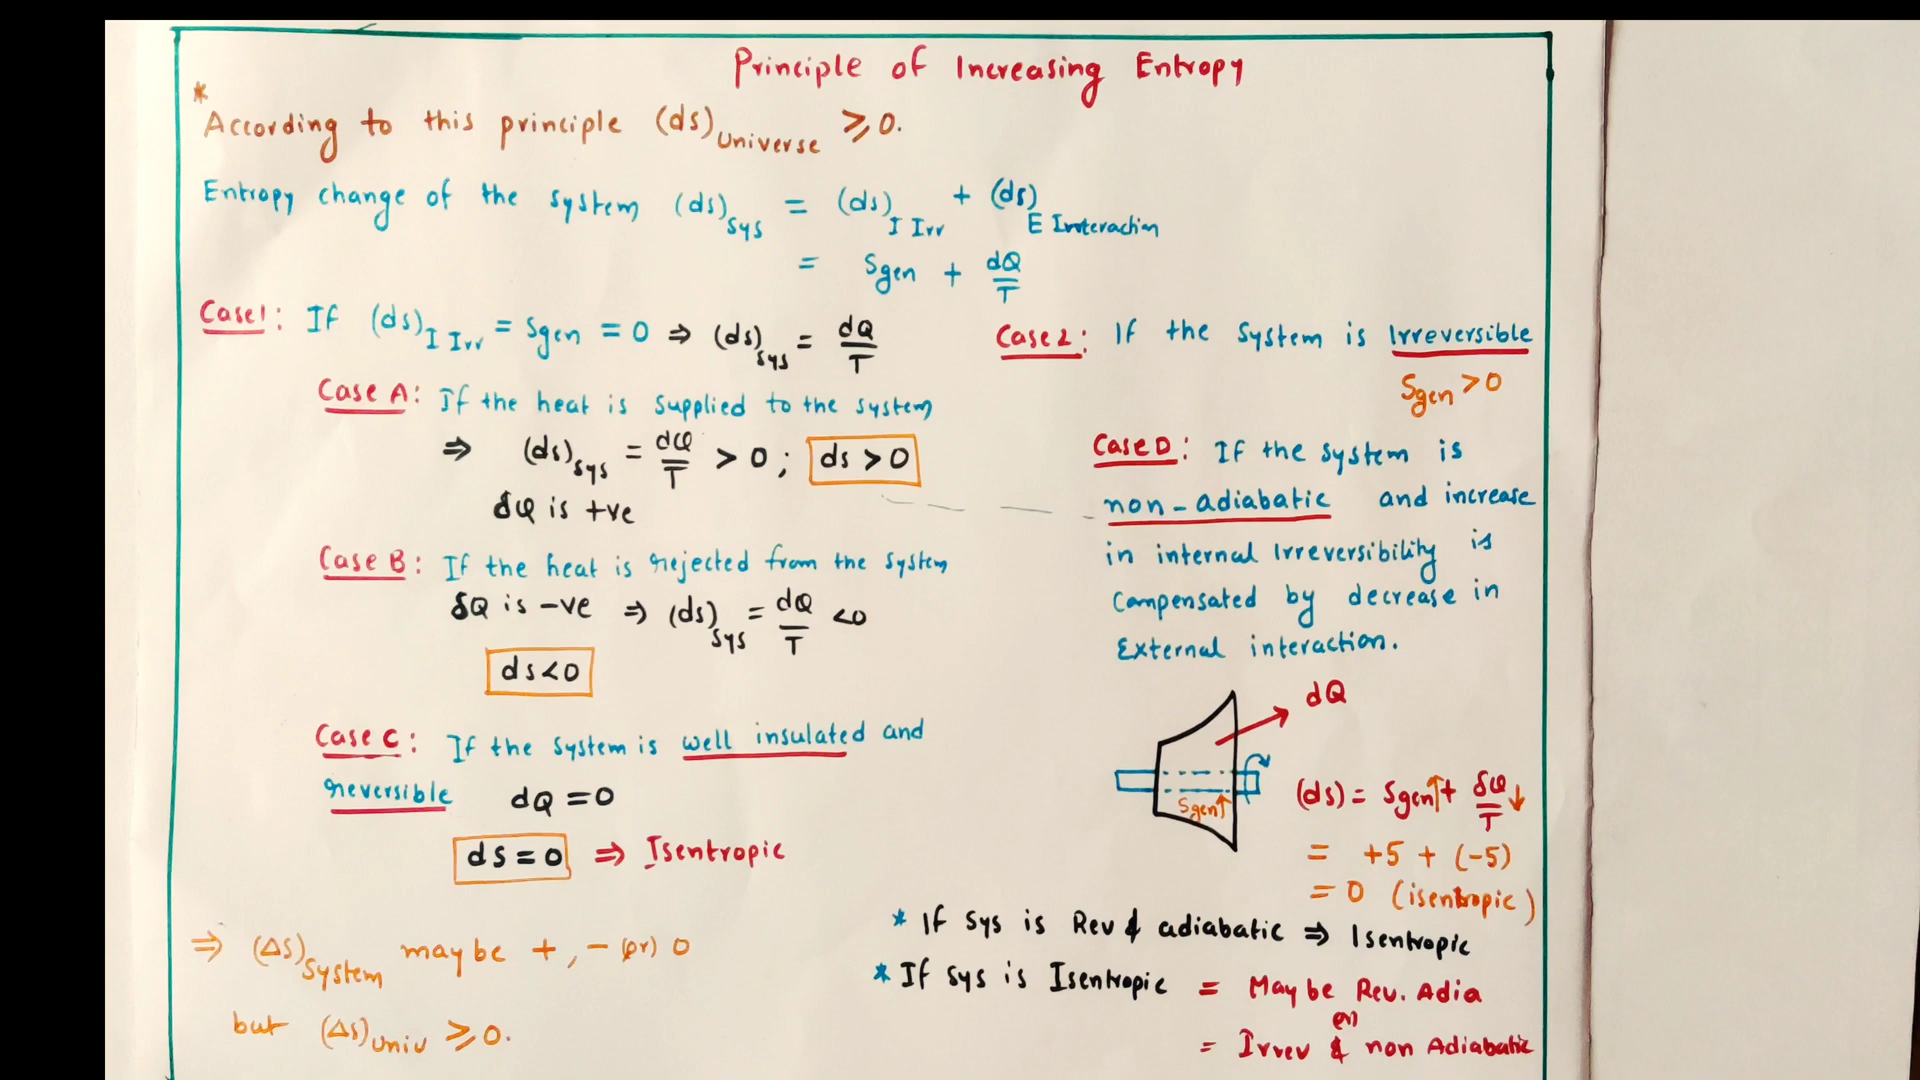 Principle of Increasing Entropy
* According to this principle (ds)Universe ⩾ 0.
Entropy change of the system (ds)sys = (ds)I Irr + (ds)E Interaction
= Sgen + dQ/T
Case 1: If (ds)I Irr = Sgen = 0 ⇒ (ds)sys = dQ/T
Case A: If the heat is supplied to the system
⇒ (ds)sys = dQ/T > 0 ; ds > 0
δQ is +ve
Case B: If the heat is rejected from the system
δQ is -ve ⇒ (ds)sys = dQ/T <0
ds<0
Case C: If the system is well insulated and
reversible dQ = 0
ds = 0 ⇒ Isentropic
⇒ (Δs)System maybe +, - (or) 0
but (Δs)Univ ⩾ 0.
Case 2: If the system is Irreversible
Sgen > 0
Case D: If the system is
non-adiabatic and increase
in internal Irreversibility is
Compensated by decrease in
External interaction.
dQ
Sgen↑
(ds) = Sgen↑ + δQ/T ↓
= +5 + (-5)
= 0 (isentropic)
* If sys is Rev & adiabatic ⇒ Isentropic
* If sys is Isentropic = Maybe Rev. Adia
(or)
= Irrev & non Adiabatic